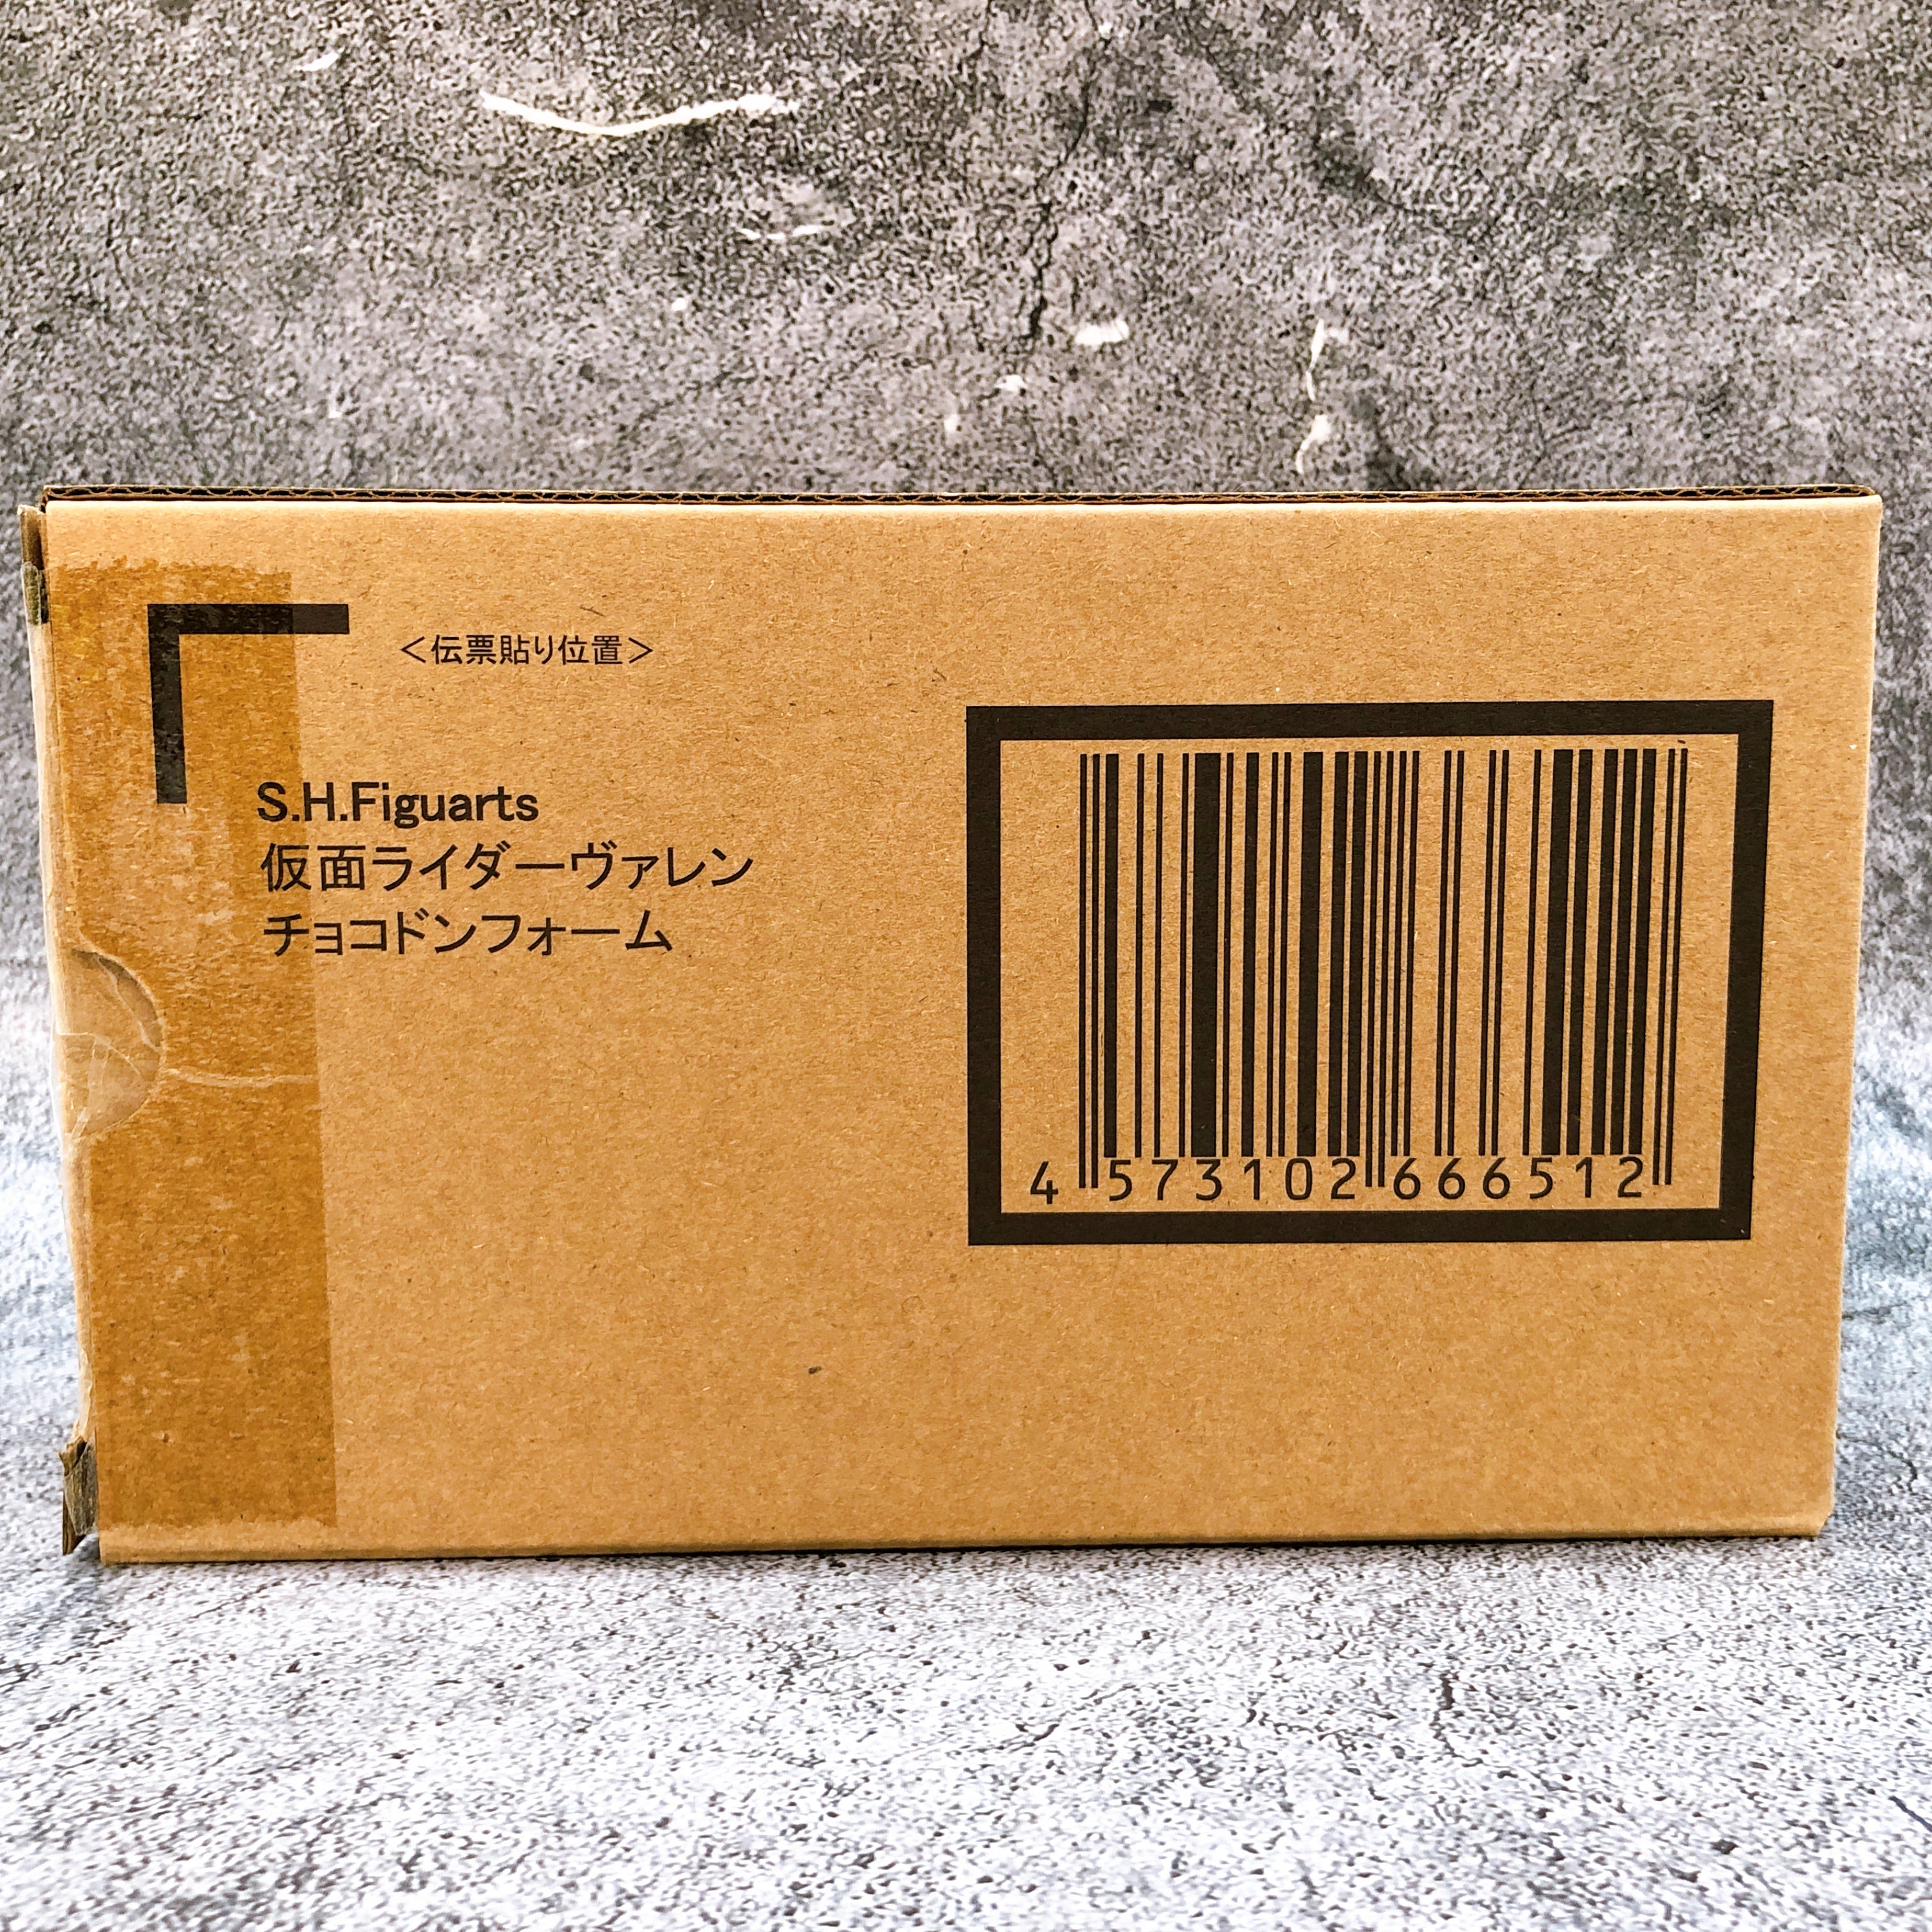 ＜伝票貼り位置＞
S.H.Figuarts
仮面ライダーヴァレン
チョコドンフォーム
4 573102 666512